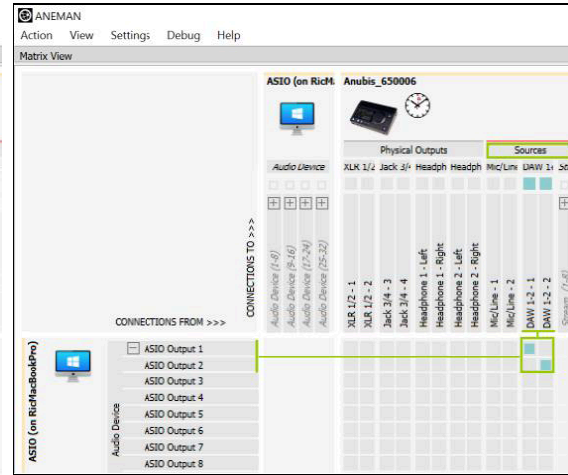 ANEMAN
Action View Settings Debug Help
Matrix View
ASIO (on RicM Anubis_650006
Physical Outputs Sources
Audio Device XLR 1/2 Jack 3/4 Headph Headph Mic/Line DAW 1-
CONNECTIONS TO >>>
Audio Device (1-8)
Audio Device (9-16)
Audio Device (17-24)
Audio Device (25-32)
XLR 1/2 - 1
XLR 1/2 - 2
Jack 3/4 - 3
Jack 3/4 - 4
Headphone 1 - Left
Headphone 1 - Right
Headphone 2 - Left
Headphone 2 - Right
Mic/Line - 1
Mic/Line - 2
DAW 1-2 - 1
DAW 1-2 - 2
Stream (1-8)
CONNECTIONS FROM >>>
ASIO (on RicMacBookPro)
Audio Device
ASIO Output 1
ASIO Output 2
ASIO Output 3
ASIO Output 4
ASIO Output 5
ASIO Output 6
ASIO Output 7
ASIO Output 8